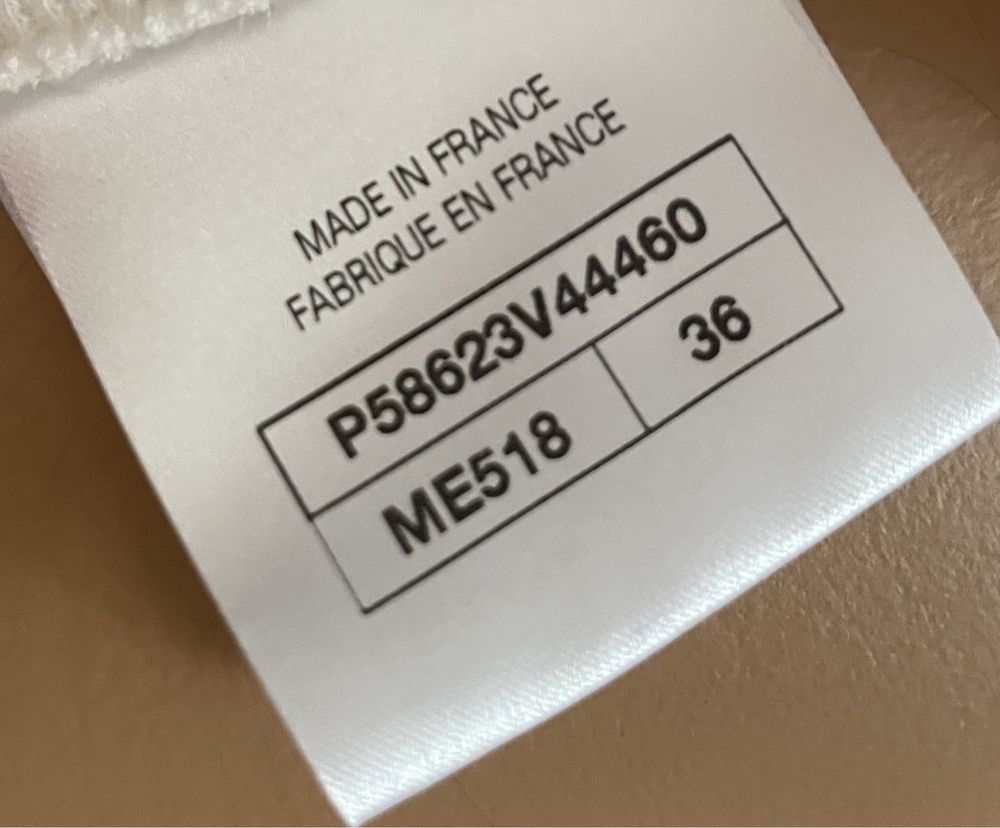 MADE IN FRANCE
FABRIQUE EN FRANCE
P58623V44460
ME518 36